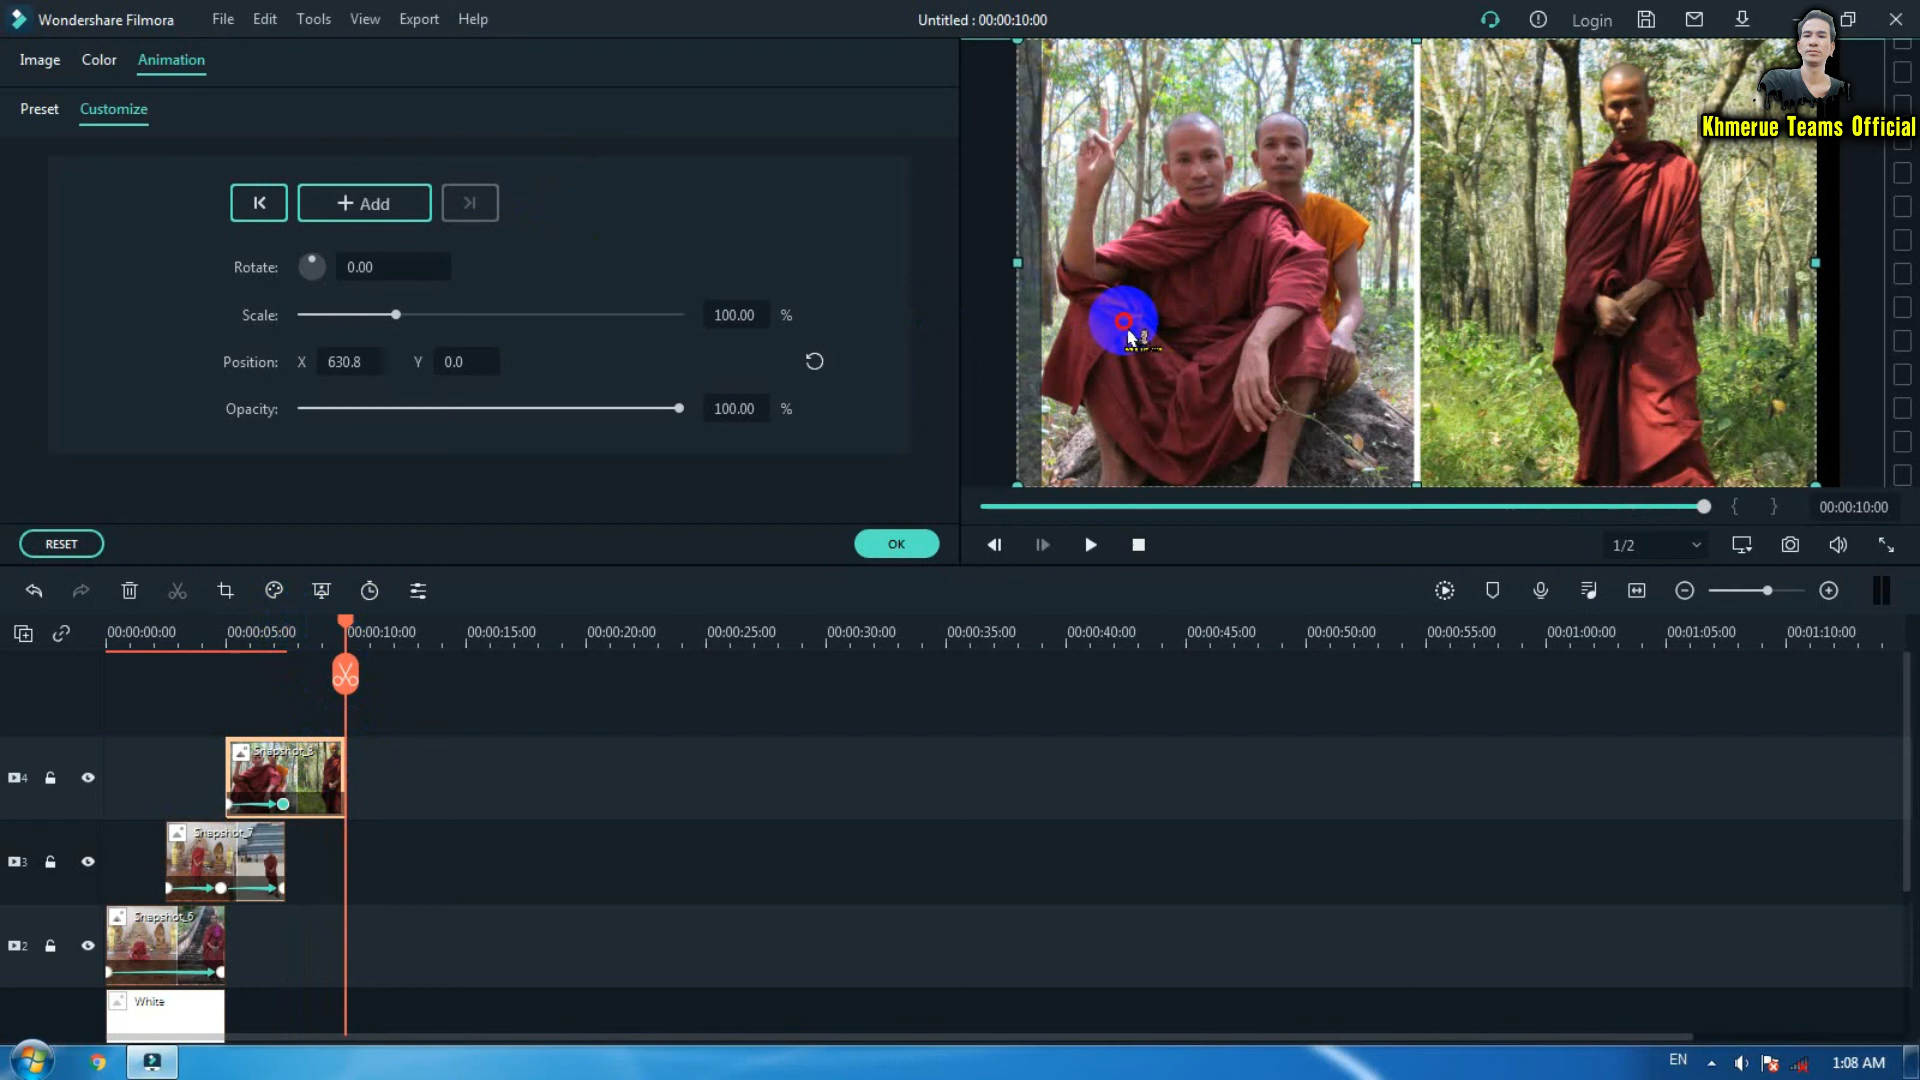 Wondershare Filmora File Edit Tools View Export Help Untitled : 00:00:10:00 Login
Khmerue Teams Official
Image Color Animation
Preset Customize
+ Add
Rotate: 0.00
Scale: 100.00 %
Position: X 630.8 Y 0.0
Opacity: 100.00 %
{ } 00:00:10:00
RESET OK
1/2
00:00:00:00 00:00:05:00 00:00:10:00 00:00:15:00 00:00:20:00 00:00:25:00 00:00:30:00 00:00:35:00 00:00:40:00 00:00:45:00 00:00:50:00 00:00:55:00 00:01:00:00 00:01:05:00 00:01:10:00
4
3
Snapshot_7
2
Snapshot_6
White
EN 1:08 AM